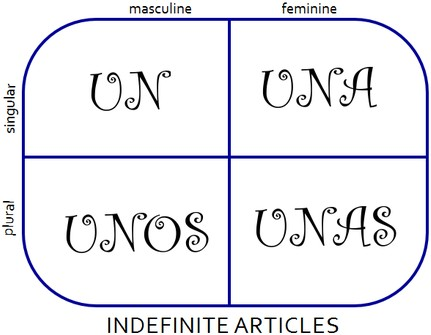 masculine feminine
singular UN UNA
plural UNOS UNAS
INDEFINITE ARTICLES